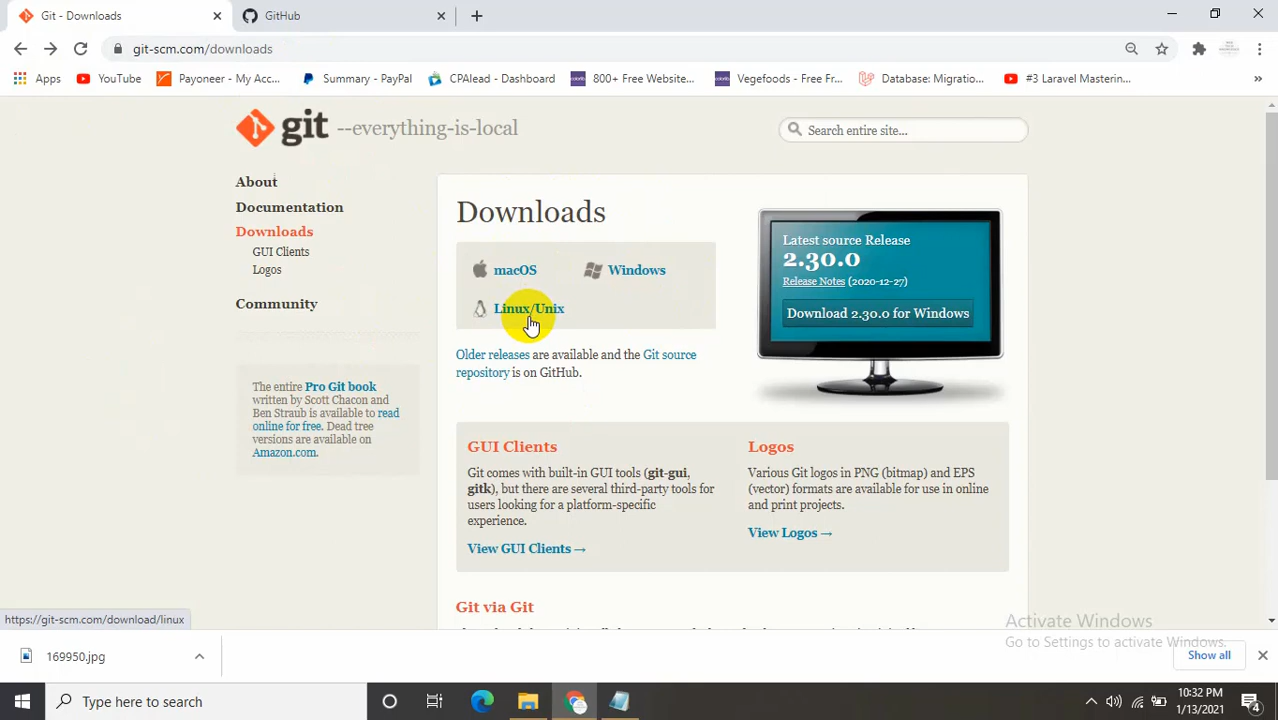 Git - Downloads
GitHub
git-scm.com/downloads
Apps
YouTube
Payoneer - My Acc...
Summary - PayPal
CPAlead - Dashboard
800+ Free Website...
Vegefoods - Free Fr...
Database: Migratio...
#3 Laravel Masterin...
»
git --everything-is-local
Search entire site...
About
Documentation
Downloads
GUI Clients
Logos
Community
The entire Pro Git book
written by Scott Chacon and
Ben Straub is available to read
online for free. Dead tree
versions are available on
Amazon.com.
Downloads
macOS
Windows
Linux/Unix
Older releases are available and the Git source
repository is on GitHub.
Latest source Release
2.30.0
Release Notes (2020-12-27)
Download 2.30.0 for Windows
GUI Clients
Git comes with built-in GUI tools (git-gui,
gitk), but there are several third-party tools for
users looking for a platform-specific
experience.
View GUI Clients →
Logos
Various Git logos in PNG (bitmap) and EPS
(vector) formats are available for use in online
and print projects.
View Logos →
Git via Git
https://git-scm.com/download/linux
Activate Windows
Go to Settings to activate Windows.
169950.jpg
Show all
Type here to search
10:32 PM
1/13/2021
4